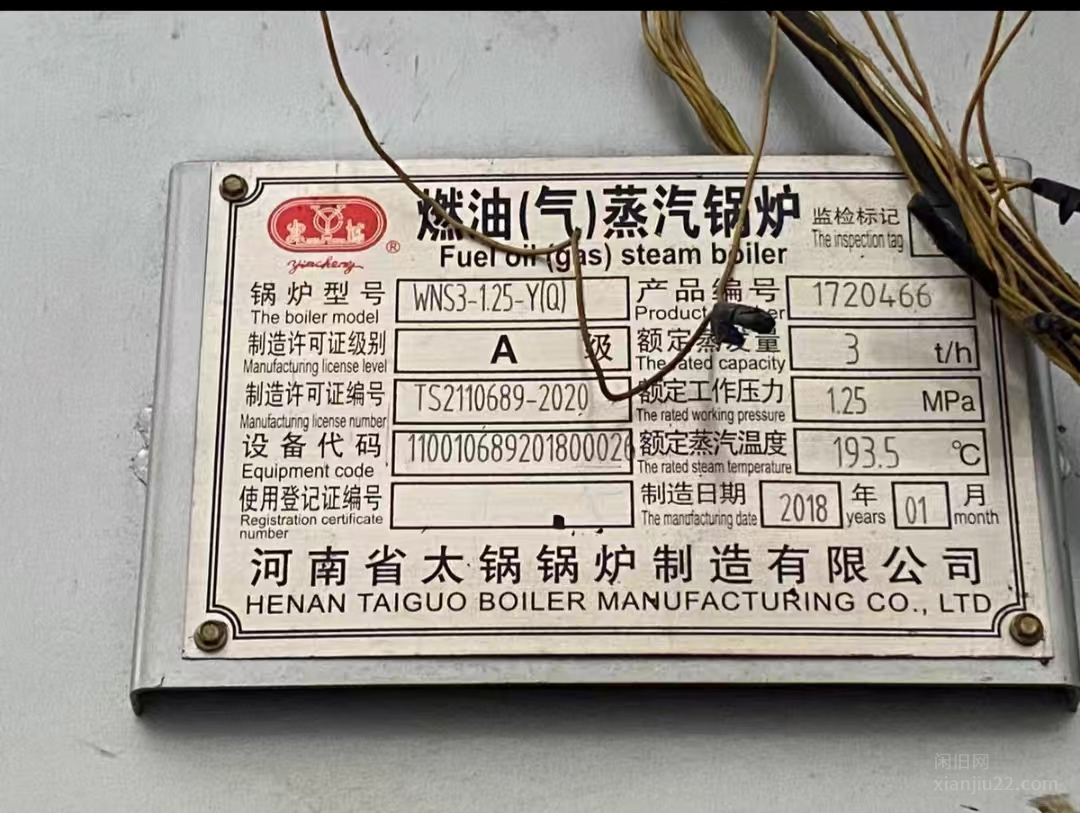 燃油(气)蒸汽锅炉
Fuel oil (gas) steam boiler
监检标记
The inspection tag
yincheng
®
锅炉型号 WNS3-1.25-Y(Q) 产品编号 1720466
The boiler model Product
制造许可证级别 A 级 额定蒸发量 3 t/h
Manufacturing license level The rated capacity
制造许可证编号 TS2110689-2020 额定工作压力 1.25 MPa
Manufacturing license number The rated working pressure
设备代码 110010689201800026 额定蒸汽温度 193.5 ℃
Equipment code The rated steam temperature
使用登记证编号 制造日期 2018 年 01 月
Registration certificate number The manufacturing date years month
河南省太锅锅炉制造有限公司
HENAN TAIGUO BOILER MANUFACTURING CO., LTD
闲旧网
xianjiu22.com